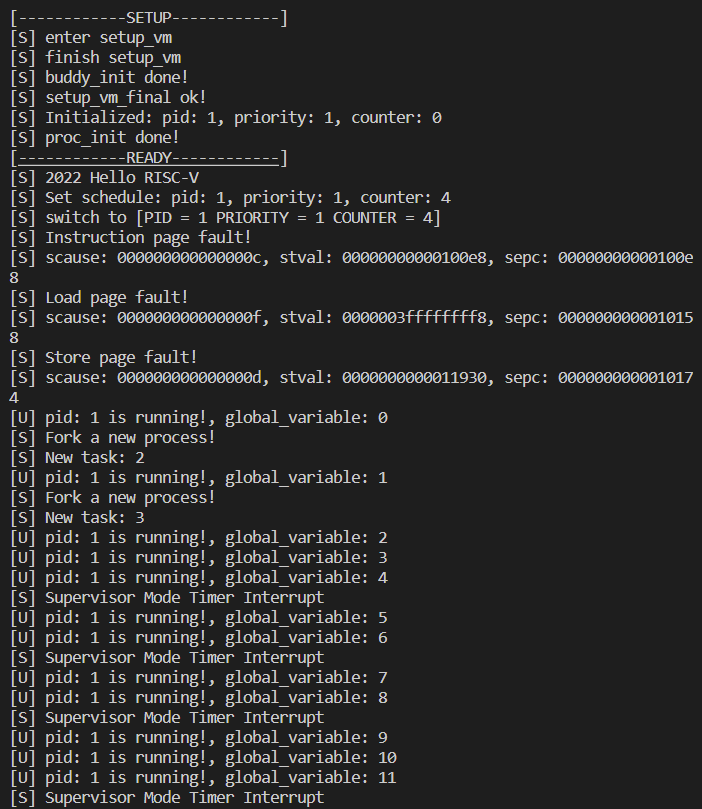 [------------SETUP------------]
[S] enter setup_vm
[S] finish setup_vm
[S] buddy_init done!
[S] setup_vm_final ok!
[S] Initialized: pid: 1, priority: 1, counter: 0
[S] proc_init done!
[------------READY------------]
[S] 2022 Hello RISC-V
[S] Set schedule: pid: 1, priority: 1, counter: 4
[S] switch to [PID = 1 PRIORITY = 1 COUNTER = 4]
[S] Instruction page fault!
[S] scause: 000000000000000c, stval: 00000000000100e8, sepc: 00000000000100e
8
[S] Load page fault!
[S] scause: 000000000000000f, stval: 0000003ffffffff8, sepc: 000000000001015
8
[S] Store page fault!
[S] scause: 000000000000000d, stval: 0000000000011930, sepc: 000000000001017
4
[U] pid: 1 is running!, global_variable: 0
[S] Fork a new process!
[S] New task: 2
[U] pid: 1 is running!, global_variable: 1
[S] Fork a new process!
[S] New task: 3
[U] pid: 1 is running!, global_variable: 2
[U] pid: 1 is running!, global_variable: 3
[U] pid: 1 is running!, global_variable: 4
[S] Supervisor Mode Timer Interrupt
[U] pid: 1 is running!, global_variable: 5
[U] pid: 1 is running!, global_variable: 6
[S] Supervisor Mode Timer Interrupt
[U] pid: 1 is running!, global_variable: 7
[U] pid: 1 is running!, global_variable: 8
[S] Supervisor Mode Timer Interrupt
[U] pid: 1 is running!, global_variable: 9
[U] pid: 1 is running!, global_variable: 10
[U] pid: 1 is running!, global_variable: 11
[S] Supervisor Mode Timer Interrupt